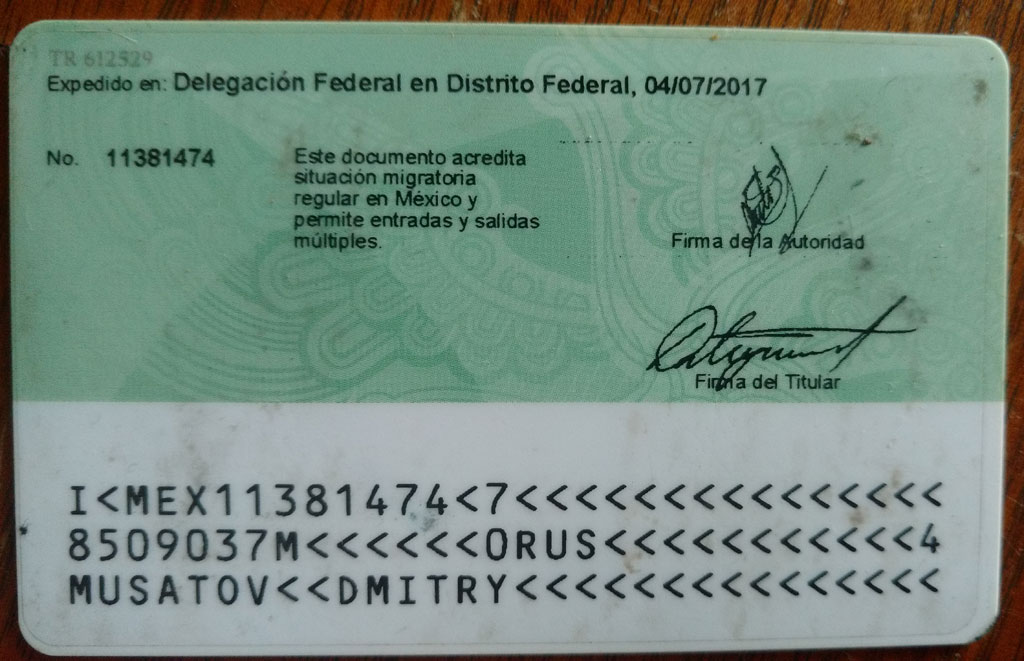 TR 612529
Expedido en: Delegación Federal en Distrito Federal, 04/07/2017
No. 11381474
Este documento acredita
situación migratoria
regular en México y
permite entradas y salidas
múltiples.
Firma de la Autoridad
Firma del Titular
I<MEX11381474<7<<<<<<<<<<<<<<<
8509037M<<<<<<0RUS<<<<<<<<<<<4
MUSATOV<<DMITRY<<<<<<<<<<<<<<<